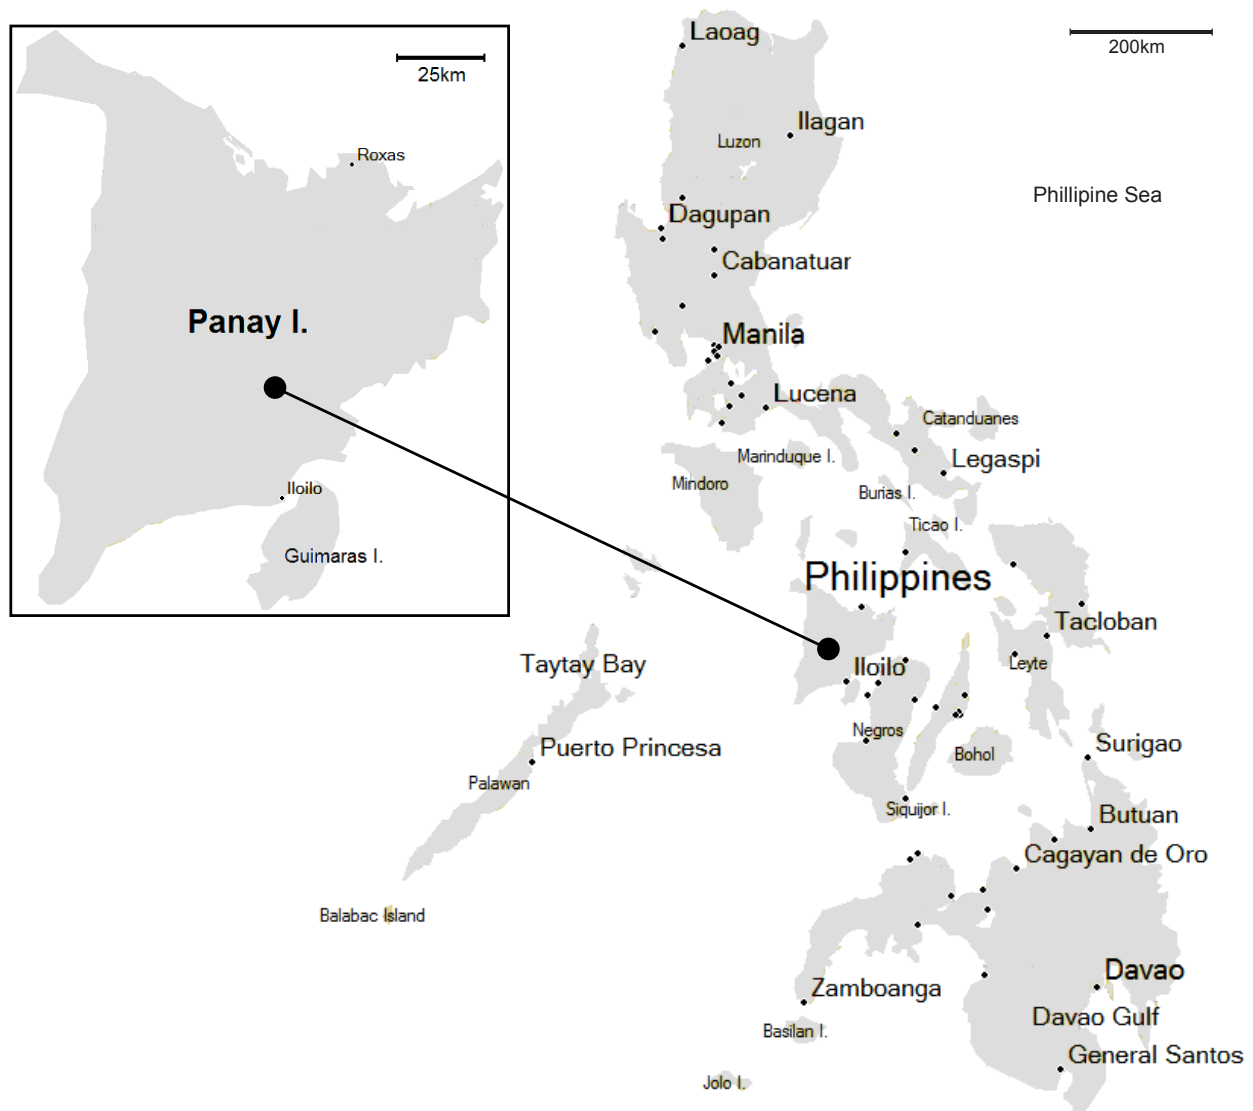 25km
Roxas
Panay I.
Iloilo
Guimaras I.
200km
Laoag
Ilagan
Luzon
Phillipine Sea
Dagupan
Cabanatuar
Manila
Lucena
Catanduanes
Marinduque I.
Legaspi
Mindoro
Burias I.
Ticao I.
Philippines
Tacloban
Taytay Bay
Iloilo
Leyte
Negros
Puerto Princesa
Bohol
Surigao
Palawan
Siquijor I.
Butuan
Cagayan de Oro
Balabac Island
Davao
Zamboanga
Davao Gulf
Basilan I.
General Santos
Jolo I.